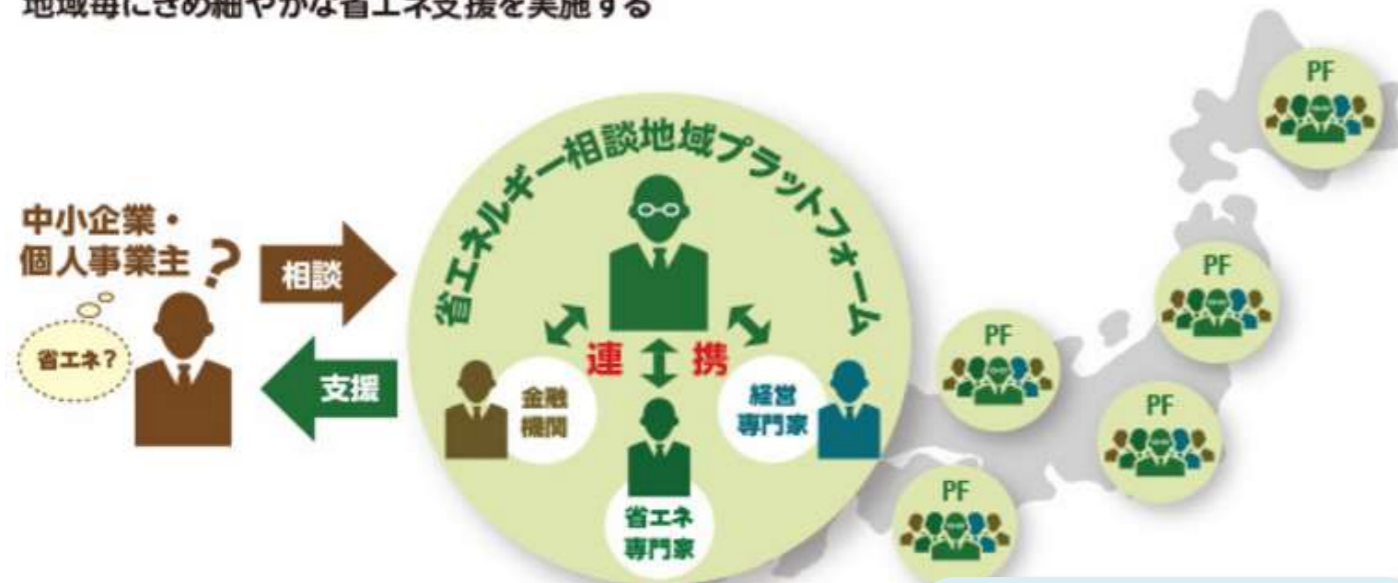 地域毎にきめ細やかな省エネ支援を実施する
中小企業・
個人事業主
?
省エネ?
相談
支援
省エネルギー相談地域プラットフォーム
連 携
金融
機関
経営
専門家
省エネ
専門家
PF
PF
PF
PF
PF